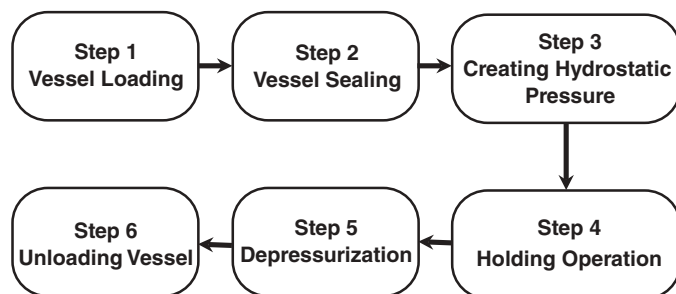 Step 1
Vessel Loading
Step 2
Vessel Sealing
Step 3
Creating Hydrostatic
Pressure
Step 4
Holding Operation
Step 5
Depressurization
Step 6
Unloading Vessel